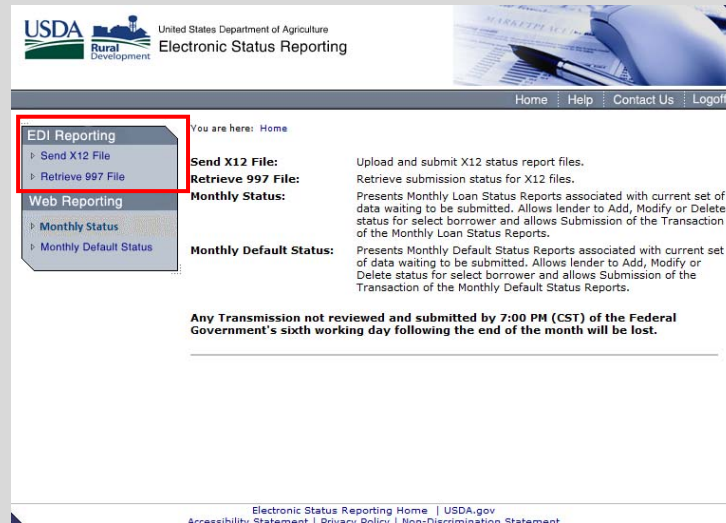 USDA
Rural
Development
United States Department of Agriculture
Electronic Status Reporting
MARKETPLACE
Home Help Contact Us Logoff
EDI Reporting
Send X12 File
Retrieve 997 File
Web Reporting
Monthly Status
Monthly Default Status
You are here: Home
Send X12 File: Upload and submit X12 status report files.
Retrieve 997 File: Retrieve submission status for X12 files.
Monthly Status: Presents Monthly Loan Status Reports associated with current set of
data waiting to be submitted. Allows lender to Add, Modify or Delete
status for select borrower and allows Submission of the Transaction
of the Monthly Loan Status Reports.
Monthly Default Status: Presents Monthly Default Status Reports associated with current set
of data waiting to be submitted. Allows lender to Add, Modify or
Delete status for select borrower and allows Submission of the
Transaction of the Monthly Default Status Reports.
Any Transmission not reviewed and submitted by 7:00 PM (CST) of the Federal
Government's sixth working day following the end of the month will be lost.
Electronic Status Reporting Home | USDA.gov
Accessibility Statement | Privacy Policy | Non-Discrimination Statement